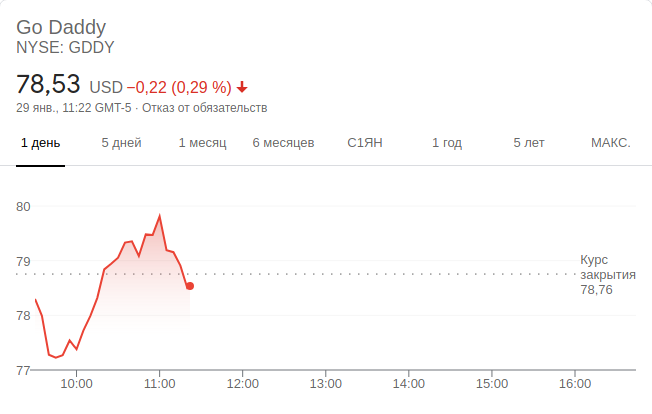 Go Daddy
NYSE: GDDY
78,53 USD −0,22 (0,29 %)
29 янв., 11:22 GMT-5 · Отказ от обязательств
1 день 5 дней 1 месяц 6 месяцев С1ЯН 1 год 5 лет МАКС.
80
79
78
77
Курс
закрытия
78,76
10:00 11:00 12:00 13:00 14:00 15:00 16:00